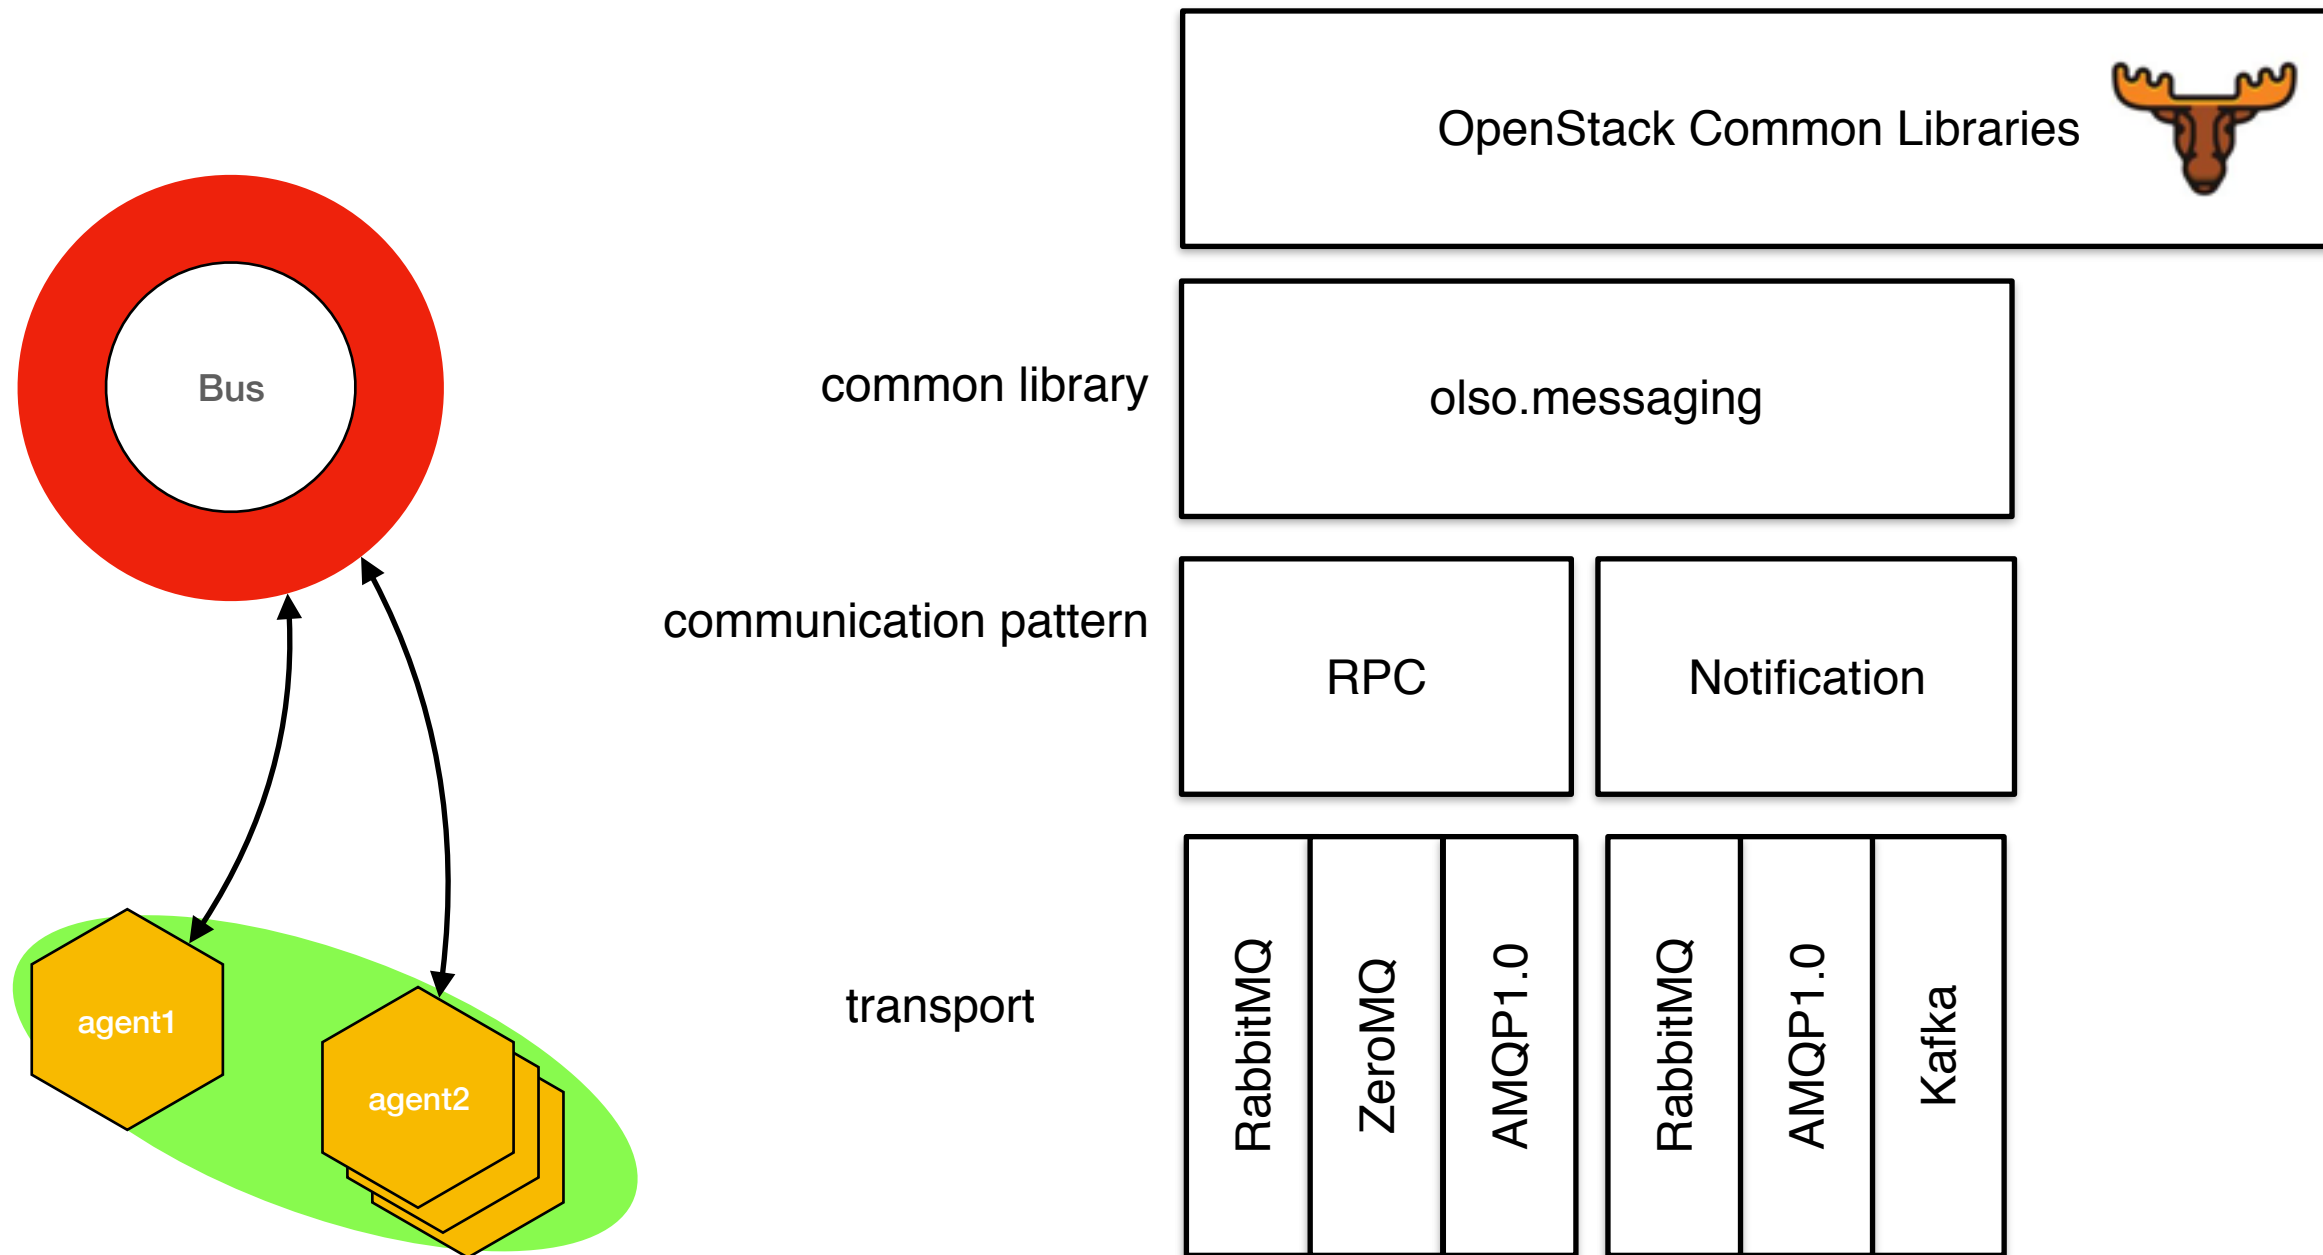 OpenStack Common Libraries
Bus
common library
olso.messaging
communication pattern
RPC
Notification
transport
RabbitMQ
ZeroMQ
AMQP1.0
RabbitMQ
AMQP1.0
Kafka
agent1
agent2